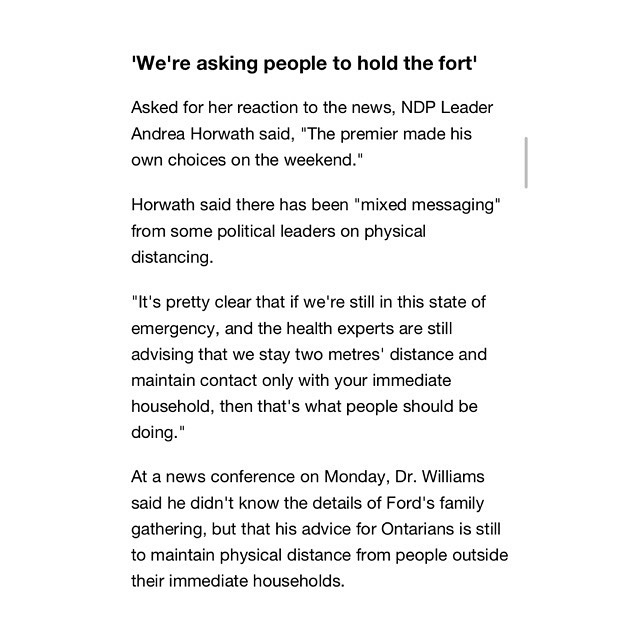 'We're asking people to hold the fort'
Asked for her reaction to the news, NDP Leader
Andrea Horwath said, "The premier made his
own choices on the weekend."
Horwath said there has been "mixed messaging"
from some political leaders on physical
distancing.
"It's pretty clear that if we're still in this state of
emergency, and the health experts are still
advising that we stay two metres' distance and
maintain contact only with your immediate
household, then that's what people should be
doing."
At a news conference on Monday, Dr. Williams
said he didn't know the details of Ford's family
gathering, but that his advice for Ontarians is still
to maintain physical distance from people outside
their immediate households.